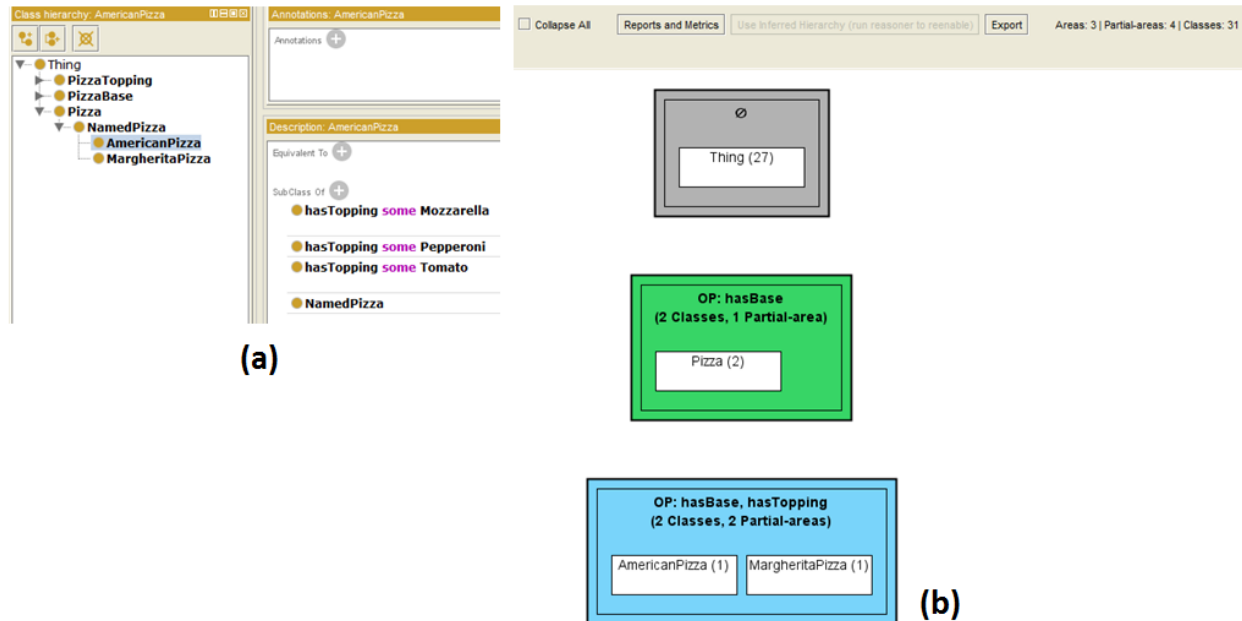 Class hierarchy: AmericanPizza
Thing
PizzaTopping
PizzaBase
Pizza
NamedPizza
AmericanPizza
MargheritaPizza
Annotations: AmericanPizza
Annotations
Description: AmericanPizza
Equivalent To
SubClass Of
hasTopping some Mozzarella
hasTopping some Pepperoni
hasTopping some Tomato
NamedPizza
(a)
Collapse All Reports and Metrics Use Inferred Hierarchy (run reasoner to reenable) Export Areas: 3 | Partial-areas: 4 | Classes: 31
∅
Thing (27)
OP: hasBase
(2 Classes, 1 Partial-area)
Pizza (2)
OP: hasBase, hasTopping
(2 Classes, 2 Partial-areas)
AmericanPizza (1) MargheritaPizza (1)
(b)